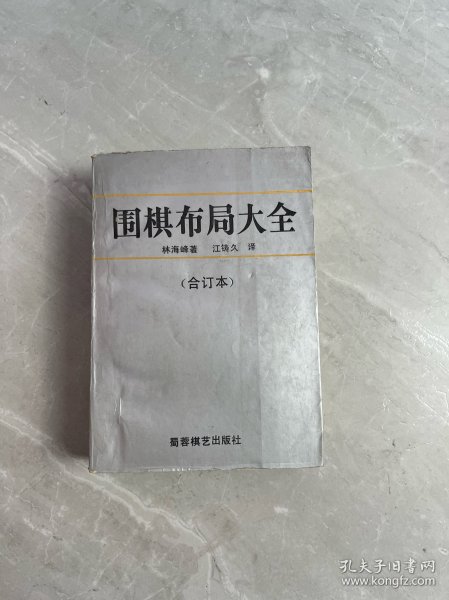 围棋布局大全
林海峰著 江铸久 译
（合订本）
蜀蓉棋艺出版社
孔夫子旧书网
www.kongfz.com